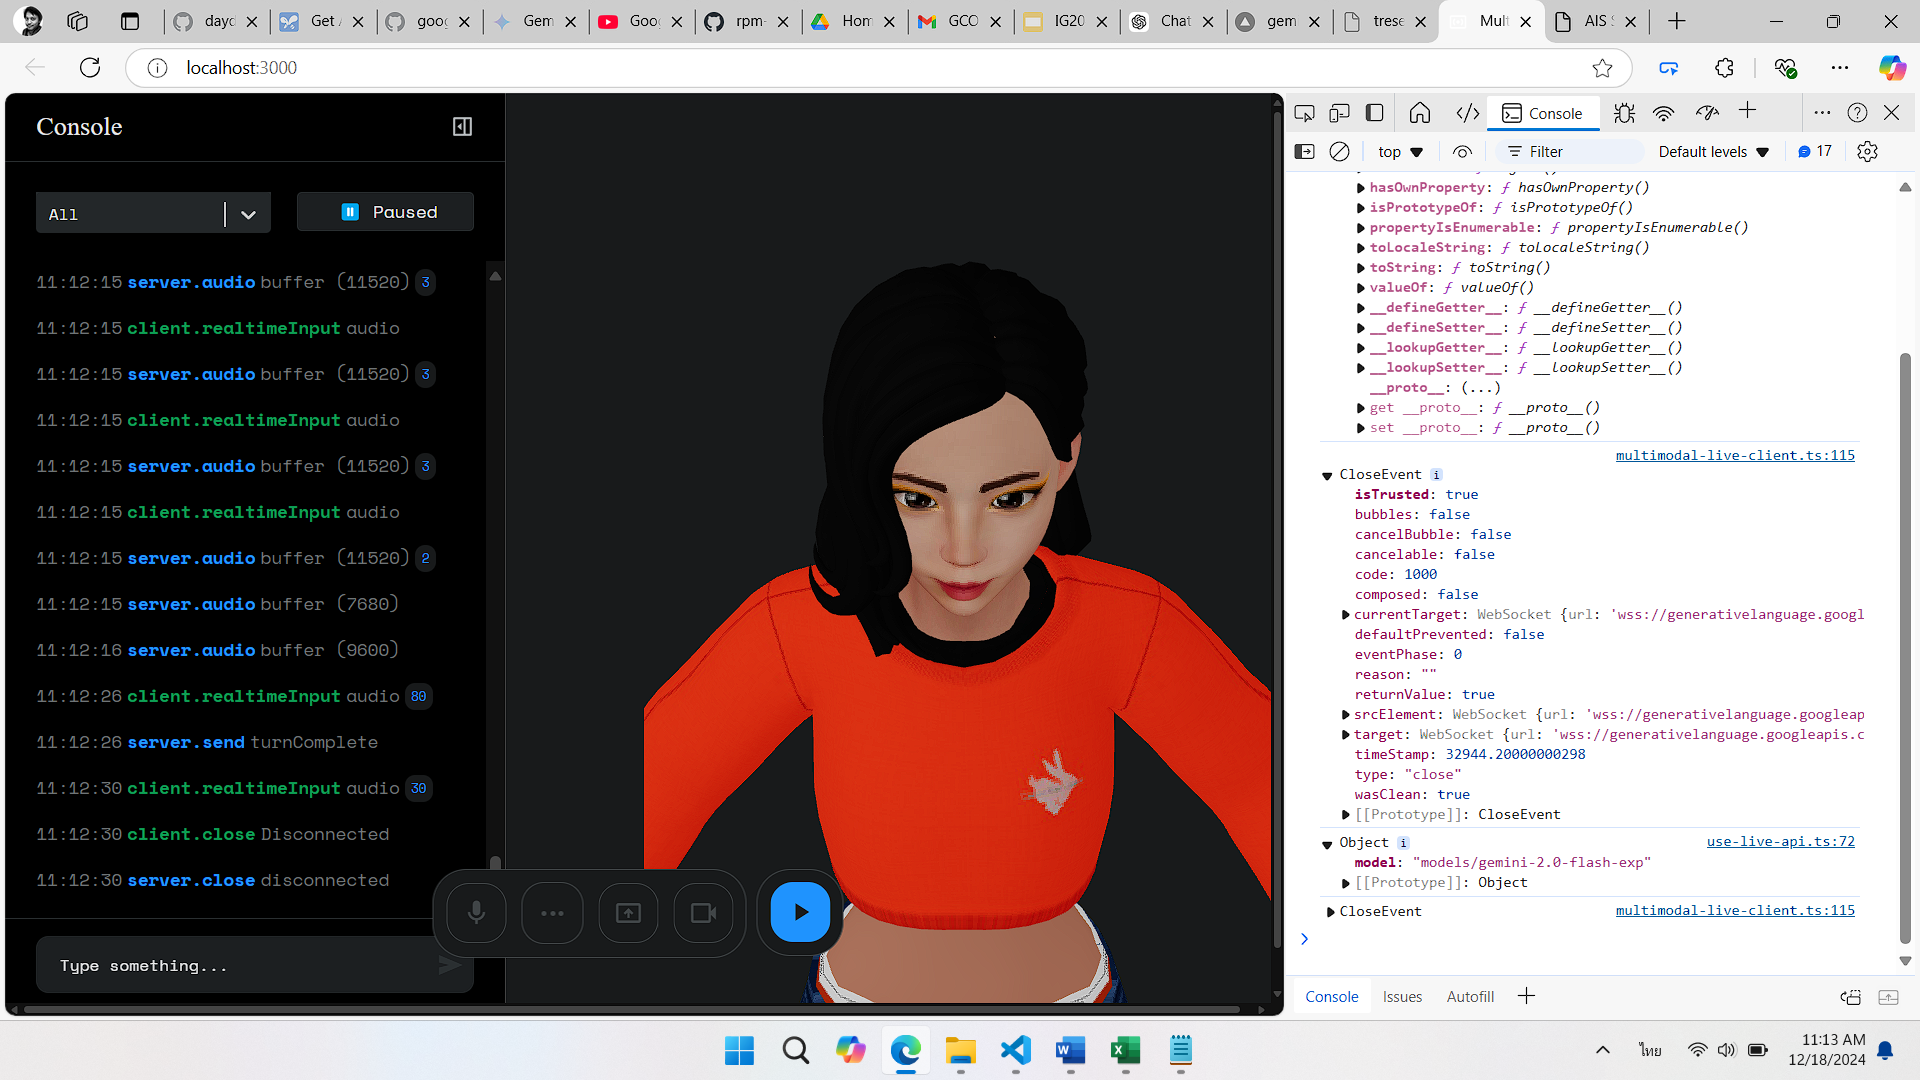 dayd
Get A
goog
Gem
Goo
rpm-
Hom
GCO
IG20
Chat
gem
trese
Mult
AIS S
localhost:3000
Console
All
Paused
11:12:15 server.audio buffer (11520) 3
11:12:15 client.realtimeInput audio
11:12:15 server.audio buffer (11520) 3
11:12:15 client.realtimeInput audio
11:12:15 server.audio buffer (11520) 3
11:12:15 client.realtimeInput audio
11:12:15 server.audio buffer (11520) 2
11:12:15 server.audio buffer (7680)
11:12:16 server.audio buffer (9600)
11:12:26 client.realtimeInput audio 80
11:12:26 server.send turnComplete
11:12:30 client.realtimeInput audio 30
11:12:30 client.close Disconnected
11:12:30 server.close disconnected
Type something...
Console
top
Filter
Default levels
17
hasOwnProperty: ƒ hasOwnProperty()
isPrototypeOf: ƒ isPrototypeOf()
propertyIsEnumerable: ƒ propertyIsEnumerable()
toLocaleString: ƒ toLocaleString()
toString: ƒ toString()
valueOf: ƒ valueOf()
__defineGetter__: ƒ __defineGetter__()
__defineSetter__: ƒ __defineSetter__()
__lookupGetter__: ƒ __lookupGetter__()
__lookupSetter__: ƒ __lookupSetter__()
__proto__: (...)
get __proto__: ƒ __proto__()
set __proto__: ƒ __proto__()
multimodal-live-client.ts:115
CloseEvent i
isTrusted: true
bubbles: false
cancelBubble: false
cancelable: false
code: 1000
composed: false
currentTarget: WebSocket {url: 'wss://generativelanguage.googl
defaultPrevented: false
eventPhase: 0
reason: ""
returnValue: true
srcElement: WebSocket {url: 'wss://generativelanguage.googleap
target: WebSocket {url: 'wss://generativelanguage.googleapis.c
timeStamp: 32944.20000000298
type: "close"
wasClean: true
[[Prototype]]: CloseEvent
Object i use-live-api.ts:72
model: "models/gemini-2.0-flash-exp"
[[Prototype]]: Object
CloseEvent multimodal-live-client.ts:115
Console
Issues
Autofill
ไทย
11:13 AM
12/18/2024